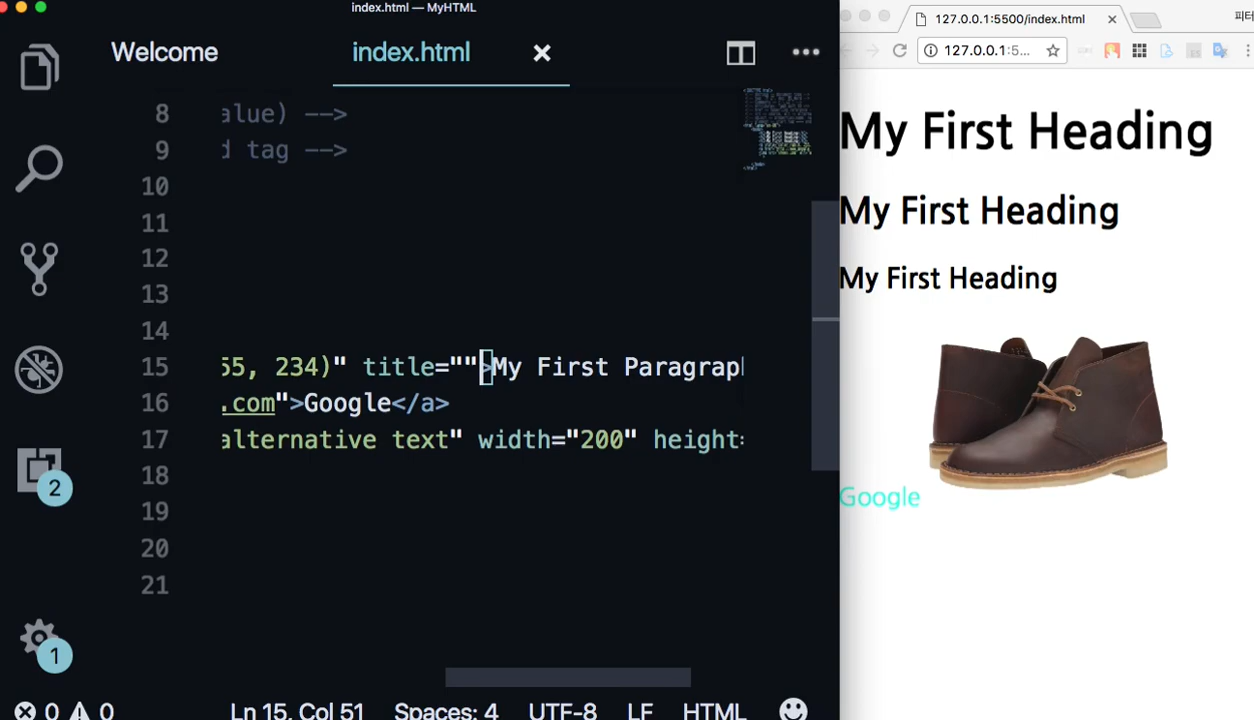 index.html — MyHTML
Welcome
index.html
8 alue) -->
9 d tag -->
10
11
12
13
14
15 55, 234)" title="">My First Paragrap
16 .com">Google</a>
17 alternative text" width="200" height=
18
19
20
21
2
1
0 0 Ln 15, Col 51 Spaces: 4 UTF-8 LF HTML
127.0.0.1:5500/index.html
피터
127.0.0.1:5...
My First Heading
My First Heading
My First Heading
Google